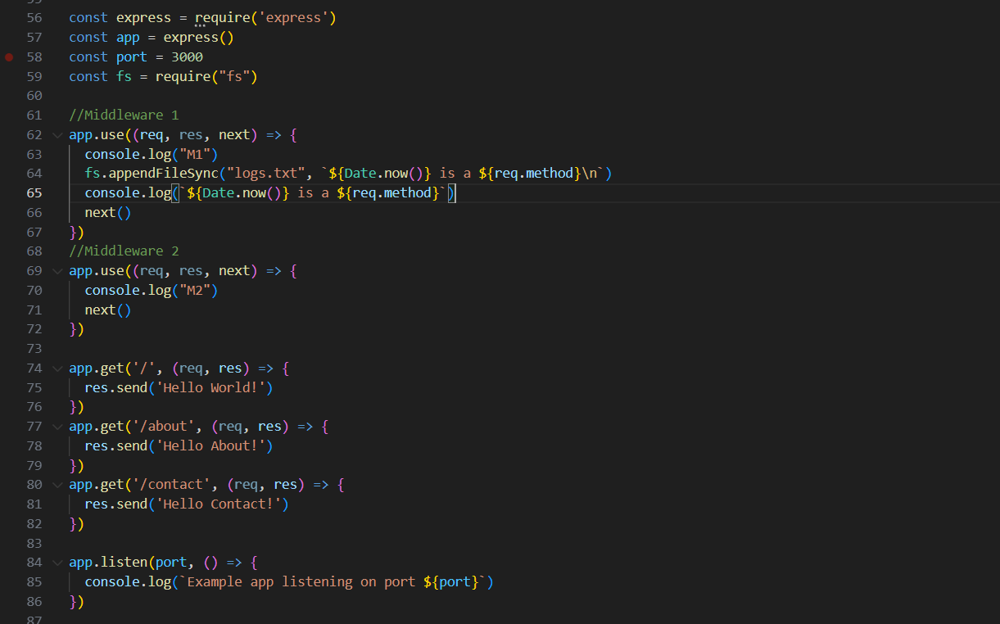 55
56 const express = require('express')
57 const app = express()
58 const port = 3000
59 const fs = require("fs")
60
61 //Middleware 1
62 app.use((req, res, next) => {
63 console.log("M1")
64 fs.appendFileSync("logs.txt", `${Date.now()} is a ${req.method}\n`)
65 console.log(`${Date.now()} is a ${req.method}`)
66 next()
67 })
68 //Middleware 2
69 app.use((req, res, next) => {
70 console.log("M2")
71 next()
72 })
73
74 app.get('/', (req, res) => {
75 res.send('Hello World!')
76 })
77 app.get('/about', (req, res) => {
78 res.send('Hello About!')
79 })
80 app.get('/contact', (req, res) => {
81 res.send('Hello Contact!')
82 })
83
84 app.listen(port, () => {
85 console.log(`Example app listening on port ${port}`)
86 })
87